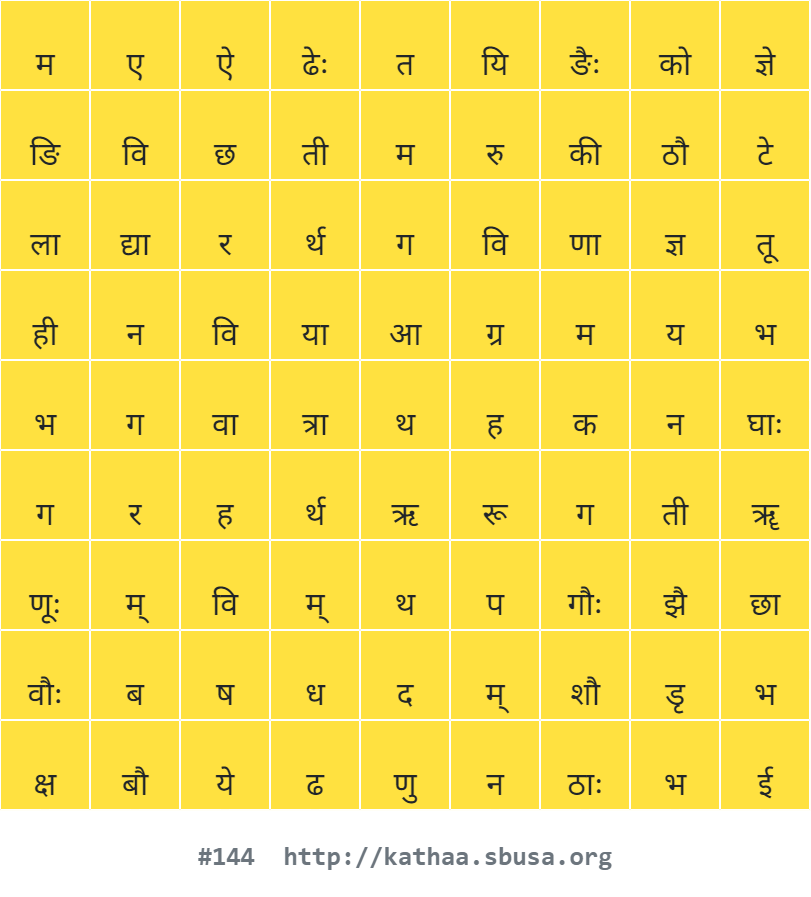 म ए ऐ ढेः त यि ङैः को ज्ञे
ङि वि छ ती म रु की ठौ टे
ला द्या र र्थ ग वि णा ज्ञ तू
ही न वि या आ ग्र म य भ
भ ग वा त्रा थ ह क न घाः
ग र ह र्थ ऋ रू ग ती ॠ
णूः म् वि म् थ प गौः झै छा
वौः ब ष ध द म् शौ डृ भ
क्ष बौ ये ढ णु न ठाः भ ई
#144 http://kathaa.sbusa.org